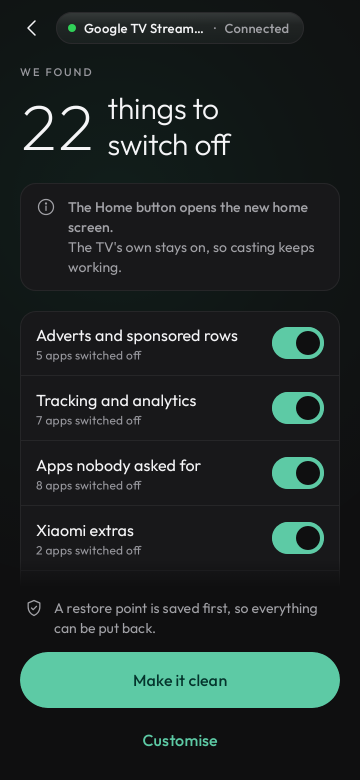 Google TV Stream... · Connected
WE FOUND
22 things to
switch off
The Home button opens the new home
screen.
The TV's own stays on, so casting keeps
working.
Adverts and sponsored rows
5 apps switched off
Tracking and analytics
7 apps switched off
Apps nobody asked for
8 apps switched off
Xiaomi extras
2 apps switched off
A restore point is saved first, so everything
can be put back.
Make it clean
Customise